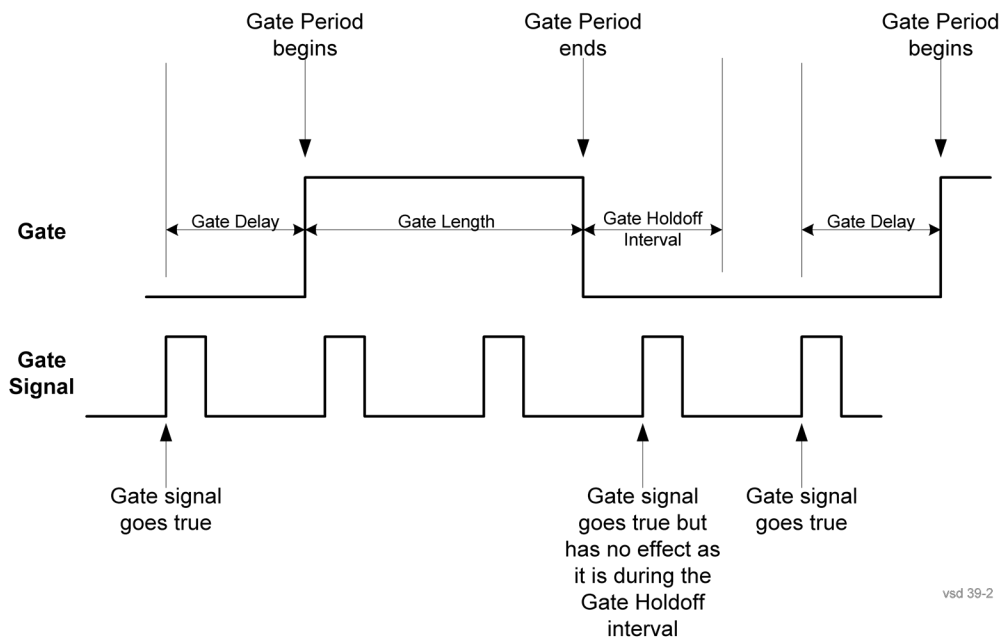 Gate Period
begins
Gate Period
ends
Gate Period
begins
Gate
Gate Delay
Gate Length
Gate Holdoff
Interval
Gate Delay
Gate
Signal
Gate signal
goes true
Gate signal
goes true but
has no effect as
it is during the
Gate Holdoff
interval
Gate signal
goes true
vsd 39-2